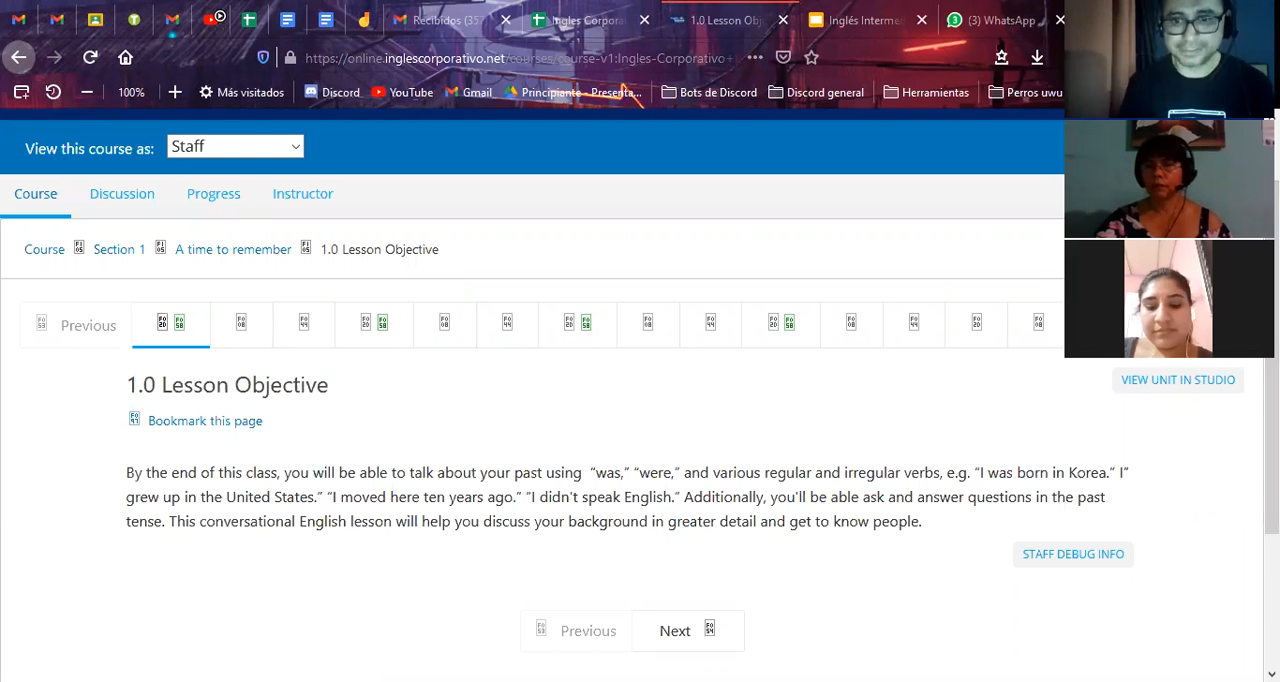 Recibidos (35
Ingles Corpora
1.0 Lesson Obj
Inglés Interme
(3) WhatsApp
https://online.inglescorporativo.net/courses/course-v1:Ingles-Corporativo+
100%
Más visitados
Discord
YouTube
Gmail
Principiante - Presenta...
Bots de Discord
Discord general
Herramientas
Perros uwu
View this course as:
Staff
Course
Discussion
Progress
Instructor
Course
Section 1
A time to remember
1.0 Lesson Objective
Previous
1.0 Lesson Objective
VIEW UNIT IN STUDIO
Bookmark this page
By the end of this class, you will be able to talk about your past using “was,” “were,” and various regular and irregular verbs, e.g. “I was born in Korea.” I”
grew up in the United States.” “I moved here ten years ago.” “I didn't speak English.” Additionally, you'll be able ask and answer questions in the past
tense. This conversational English lesson will help you discuss your background in greater detail and get to know people.
STAFF DEBUG INFO
Previous
Next